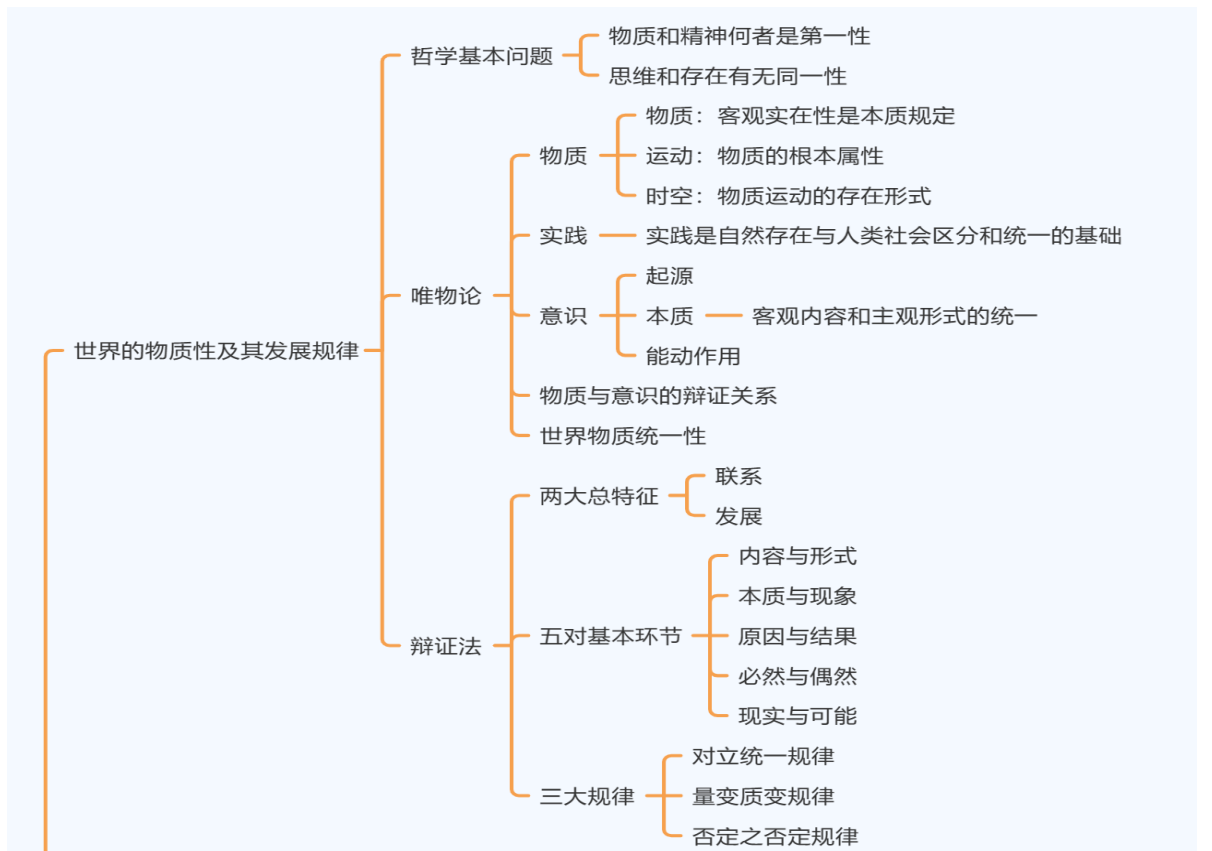 哲学基本问题
物质和精神何者是第一性
思维和存在有无同一性
物质：客观实在性是本质规定
物质
运动：物质的根本属性
时空：物质运动的存在形式
实践
实践是自然存在与人类社会区分和统一的基础
起源
唯物论
意识
本质
客观内容和主观形式的统一
世界的物质性及其发展规律
能动作用
物质与意识的辩证关系
世界物质统一性
两大总特征
联系
发展
内容与形式
本质与现象
五对基本环节
原因与结果
辩证法
必然与偶然
现实与可能
对立统一规律
三大规律
量变质变规律
否定之否定规律